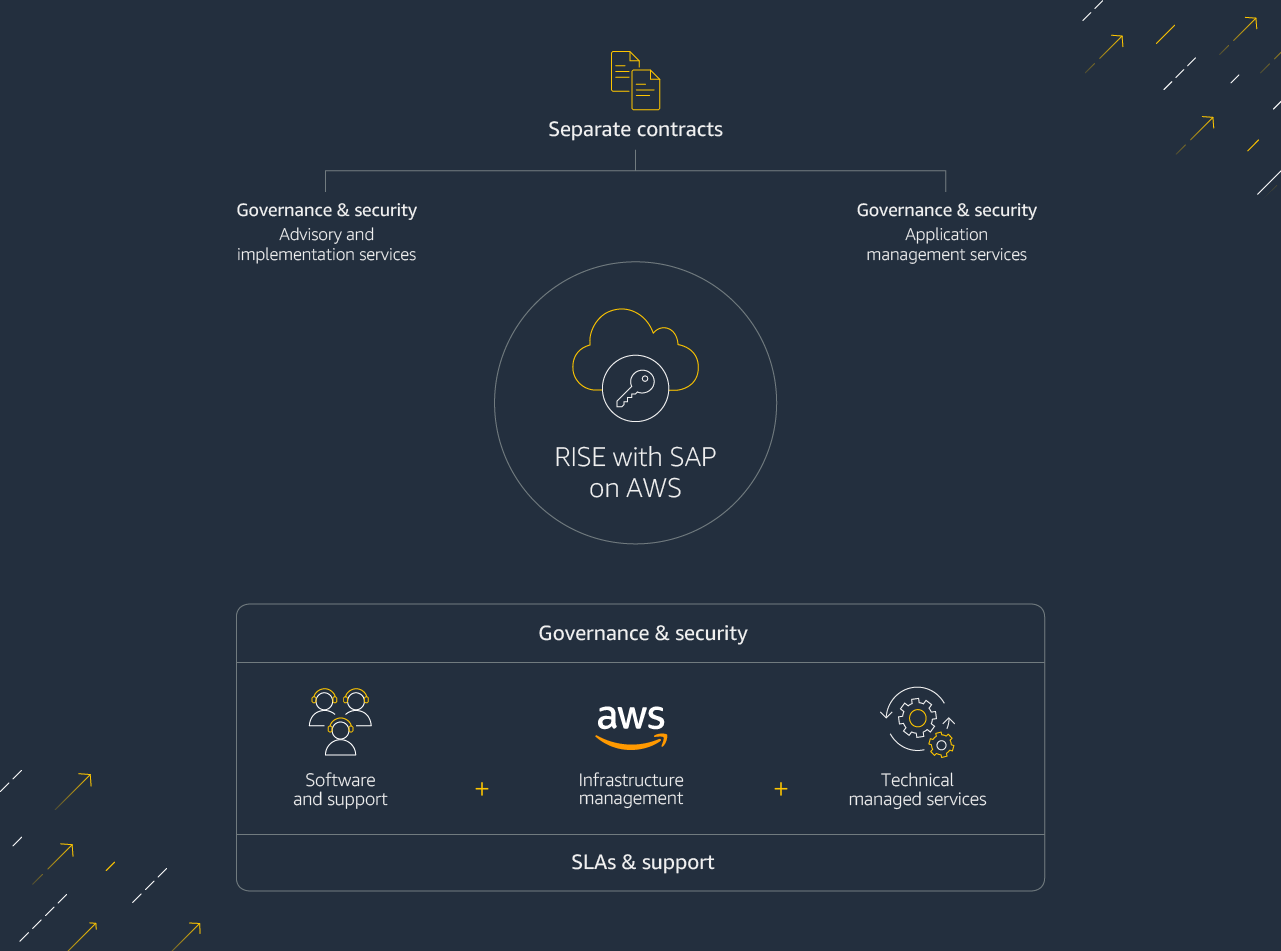 Separate contracts
Governance & security
Advisory and
implementation services
Governance & security
Application
management services
RISE with SAP
on AWS
Governance & security
aws
Software
and support
+
Infrastructure
management
+
Technical
managed services
SLAs & support